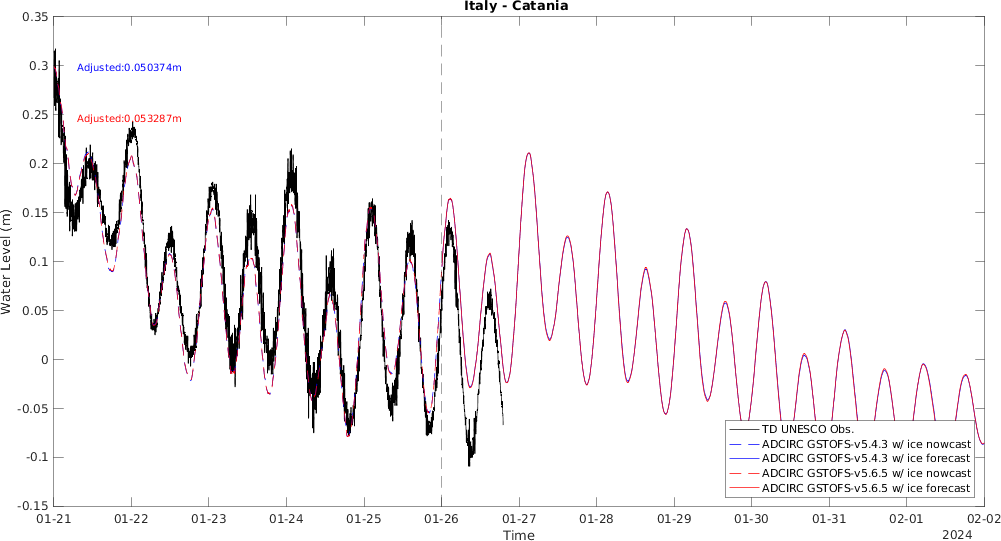 Italy - Catania
0.35
0.3
0.25
0.2
0.15
0.1
0.05
0
-0.05
-0.1
-0.15
Water Level (m)
Adjusted:0.050374m
Adjusted:0.053287m
TD UNESCO Obs.
ADCIRC GSTOFS-v5.4.3 w/ ice nowcast
ADCIRC GSTOFS-v5.4.3 w/ ice forecast
ADCIRC GSTOFS-v5.6.5 w/ ice nowcast
ADCIRC GSTOFS-v5.6.5 w/ ice forecast
01-21 01-22 01-23 01-24 01-25 01-26 01-27 01-28 01-29 01-30 01-31 02-01 02-02
Time
2024